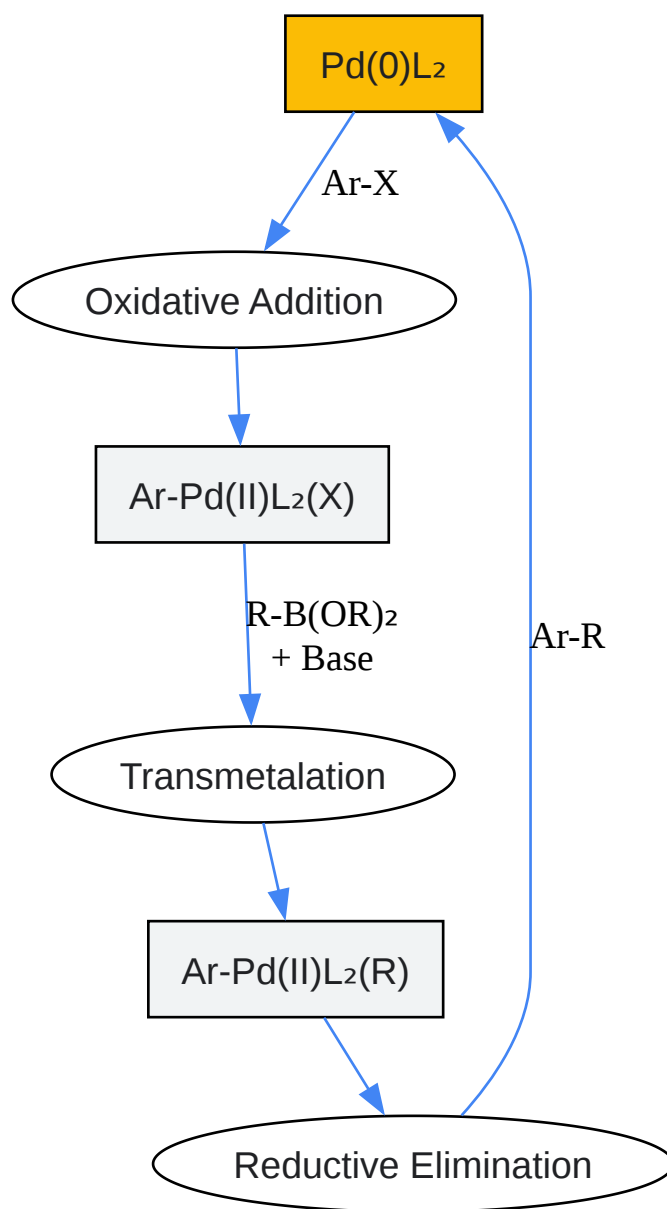 Pd(0)L₂
Ar-X
Oxidative Addition
Ar-Pd(II)L₂(X)
R-B(OR)₂
+ Base
Ar-R
Transmetalation
Ar-Pd(II)L₂(R)
Reductive Elimination